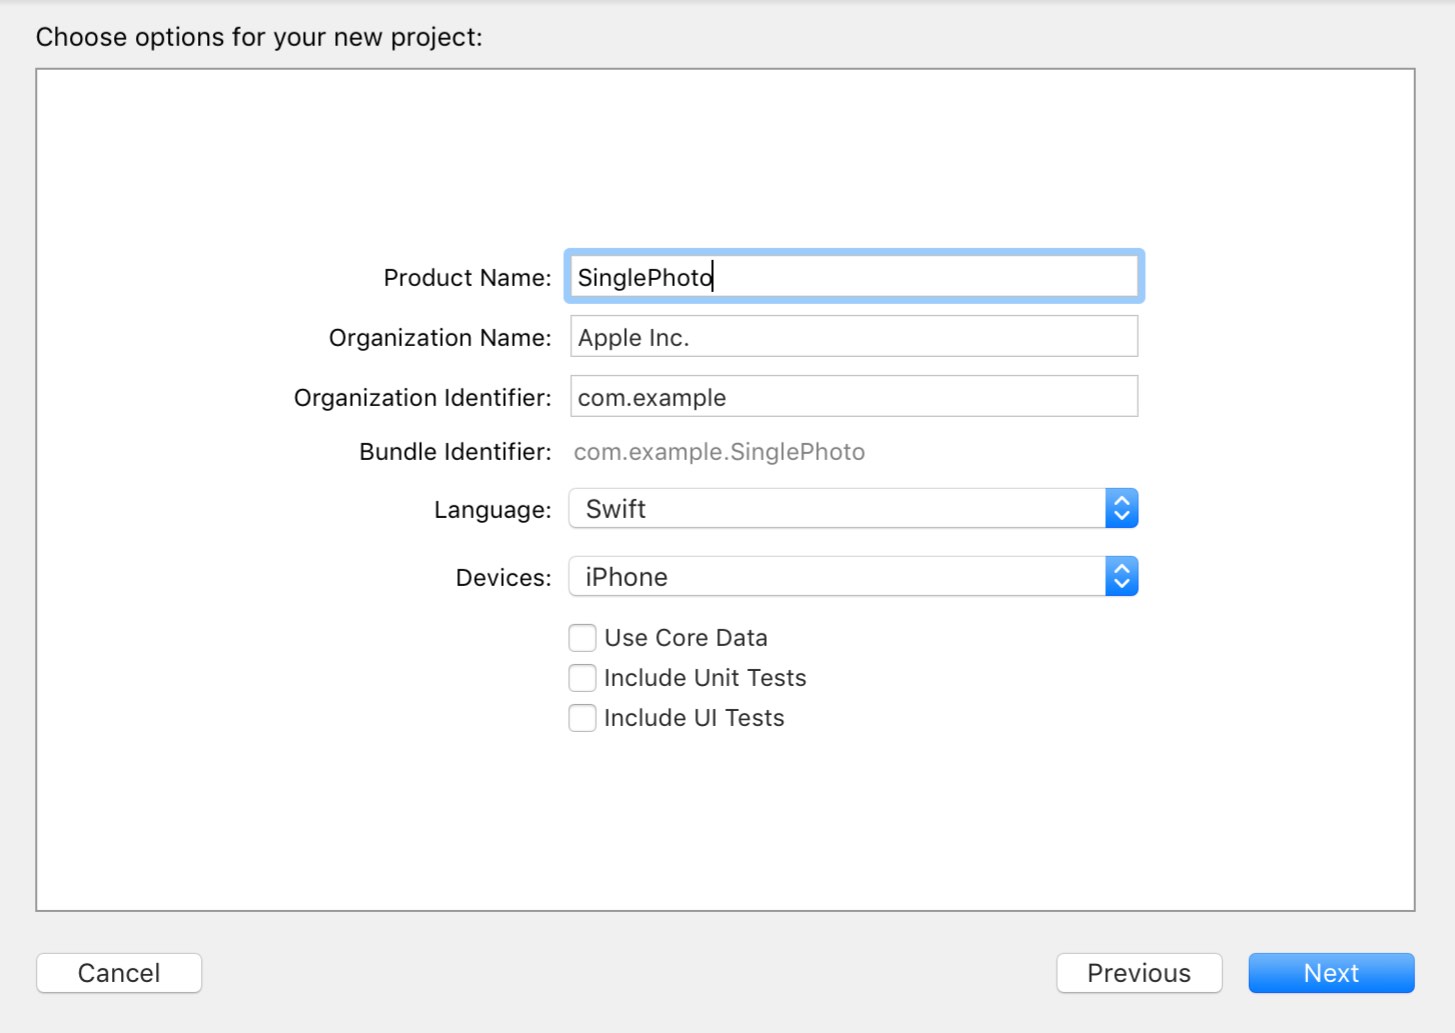 Choose options for your new project:
Product Name: SinglePhoto
Organization Name: Apple Inc.
Organization Identifier: com.example
Bundle Identifier: com.example.SinglePhoto
Language: Swift
Devices: iPhone
Use Core Data
Include Unit Tests
Include UI Tests
Cancel Previous Next